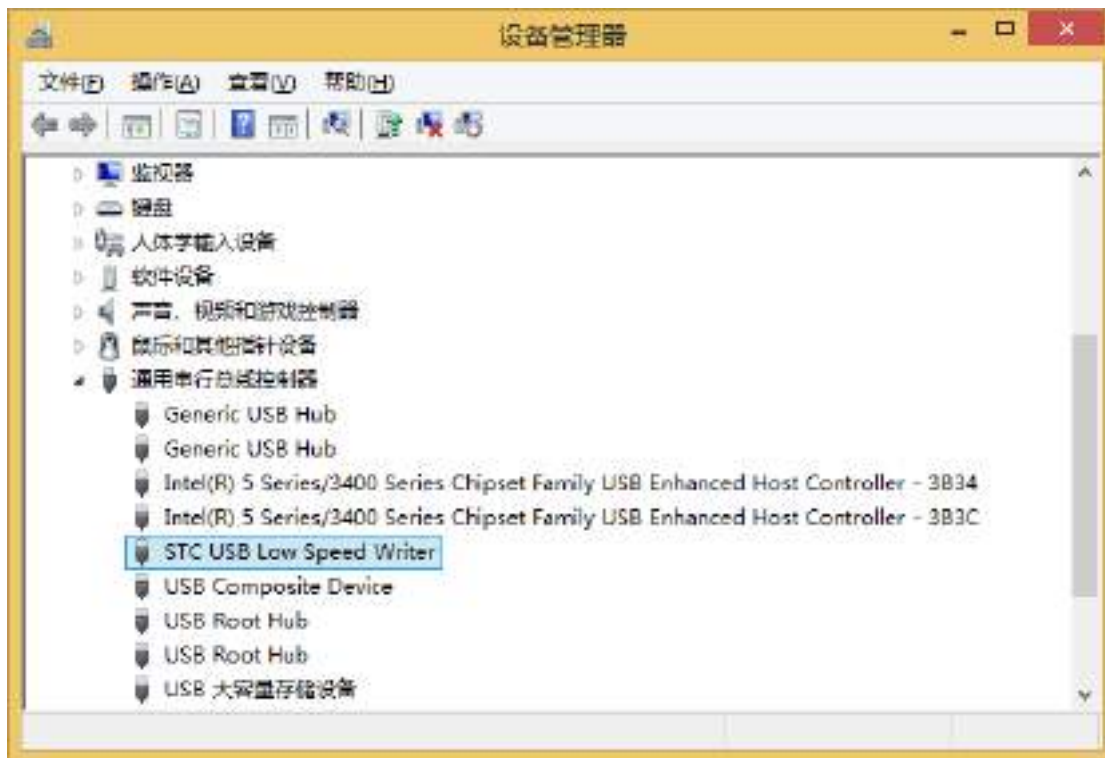 设备管理器
文件(F) 操作(A) 查看(V) 帮助(H)
监视器
键盘
人体学输入设备
软件设备
声音、视频和游戏控制器
鼠标和其他指针设备
通用串行总线控制器
Generic USB Hub
Generic USB Hub
Intel(R) 5 Series/3400 Series Chipset Family USB Enhanced Host Controller - 3B34
Intel(R) 5 Series/3400 Series Chipset Family USB Enhanced Host Controller - 3B3C
STC USB Low Speed Writer
USB Composite Device
USB Root Hub
USB Root Hub
USB 大容量存储设备